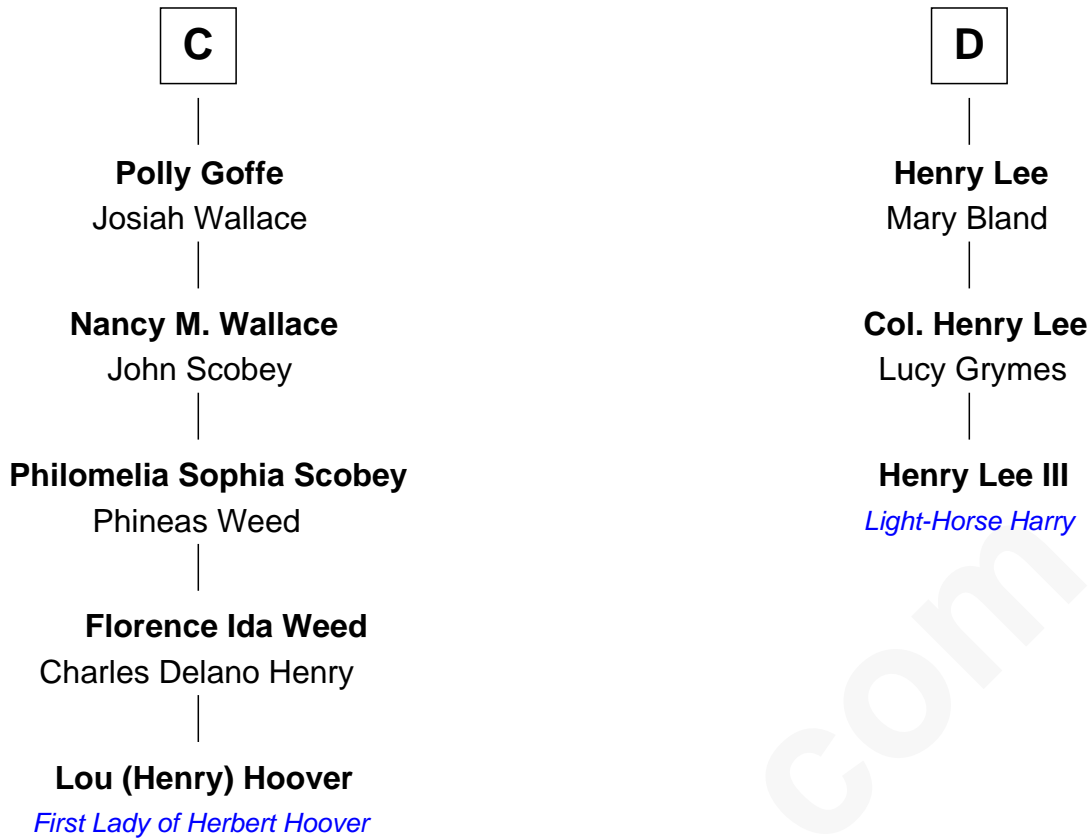 C
Polly Goffe
Josiah Wallace
Nancy M. Wallace
John Scobey
Philomelia Sophia Scobey
Phineas Weed
Florence Ida Weed
Charles Delano Henry
Lou (Henry) Hoover
First Lady of Herbert Hoover
D
Henry Lee
Mary Bland
Col. Henry Lee
Lucy Grymes
Henry Lee III
Light-Horse Harry
com